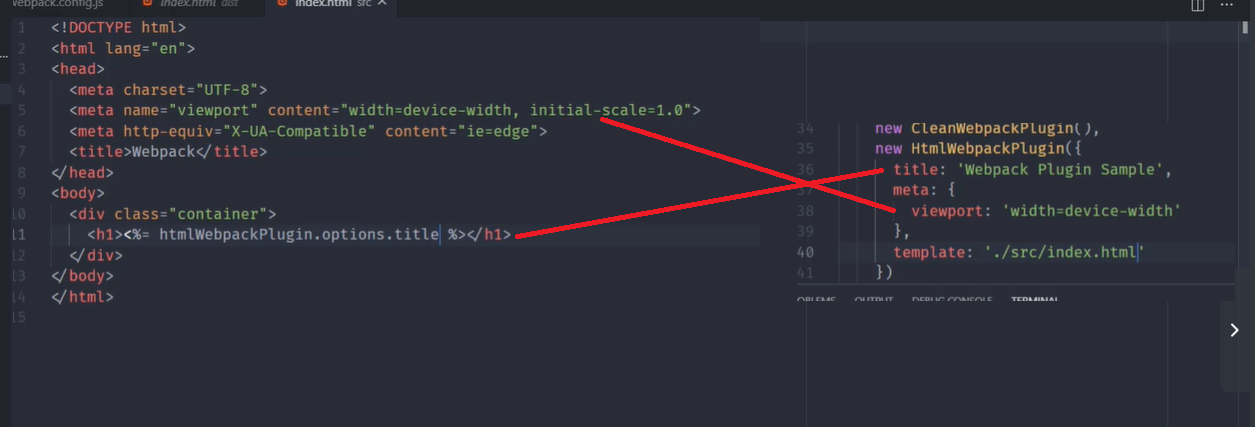 webpack.config.js index.html dist index.html src
1 <!DOCTYPE html>
2 <html lang="en">
3 <head>
4 <meta charset="UTF-8">
5 <meta name="viewport" content="width=device-width, initial-scale=1.0">
6 <meta http-equiv="X-UA-Compatible" content="ie=edge">
7 <title>Webpack</title>
8 </head>
9 <body>
10 <div class="container">
11 <h1><%= htmlWebpackPlugin.options.title %></h1>
12 </div>
13 </body>
14 </html>
15
34 new CleanWebpackPlugin(),
35 new HtmlWebpackPlugin({
36 title: 'Webpack Plugin Sample',
37 meta: {
38 viewport: 'width=device-width'
39 },
40 template: './src/index.html'
41 })
OBLEMS OUTPUT DEBUG CONSOLE TERMINAL